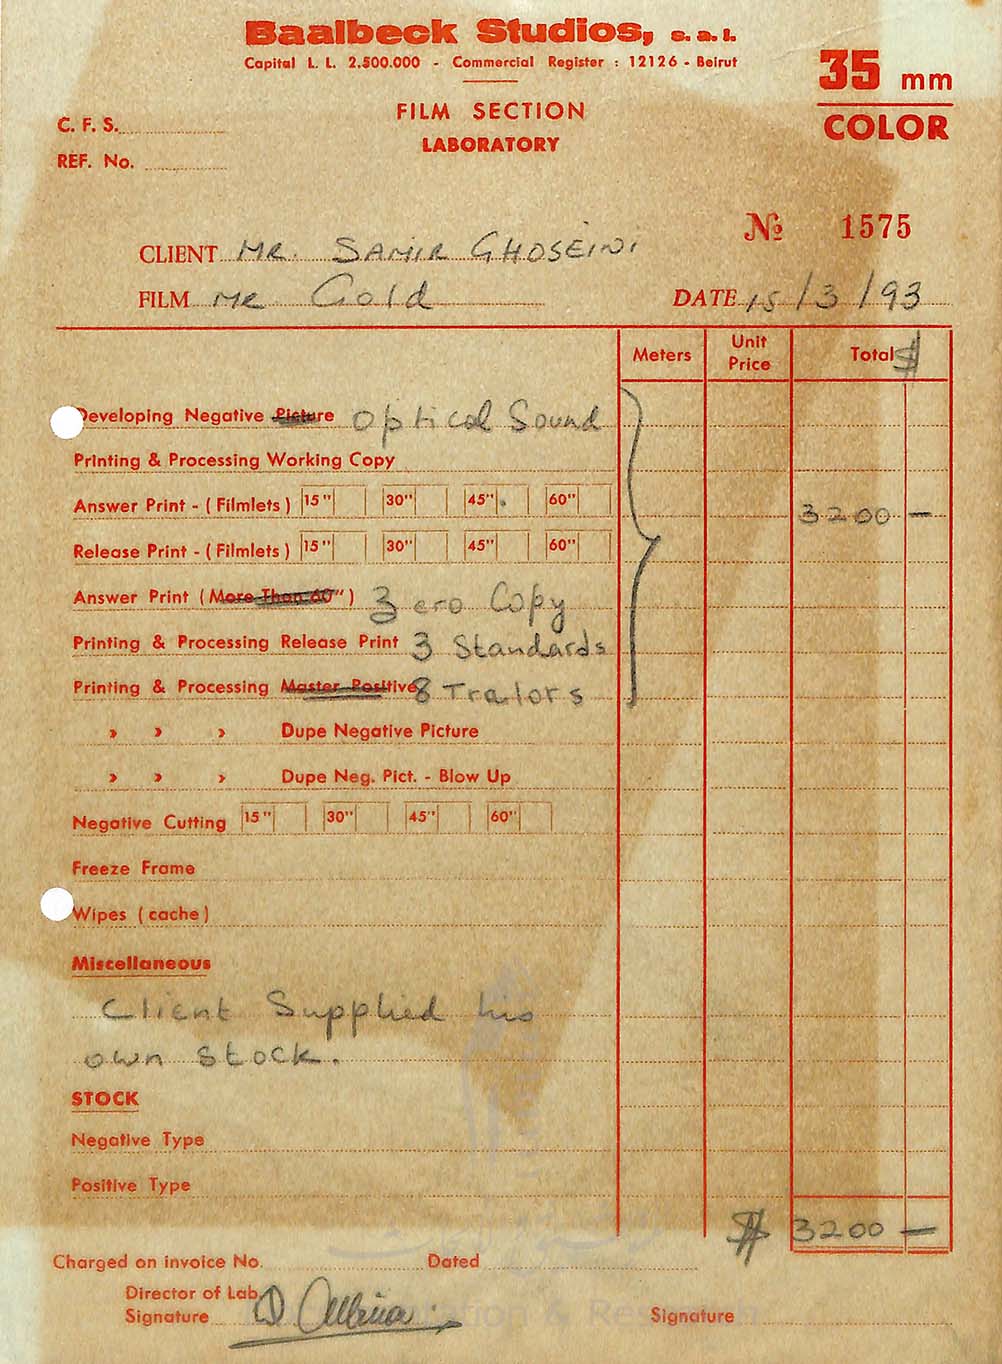 Baalbeck Studios, s. a. l.
Capital L. L. 2.500.000 - Commercial Register : 12126 - Beirut
35 mm
COLOR
FILM SECTION
LABORATORY
C. F. S.
REF. No.
№ 1575
CLIENT MR. SAMIR GHOSEINI
FILM MR Gold
DATE 15/3/93
Meters
Unit Price
Total $
Developing Negative Picture Optical Sound
Printing & Processing Working Copy
Answer Print - ( Filmlets ) 15" 30" 45" 60"
3200 —
Release Print - ( Filmlets ) 15" 30" 45" 60"
Answer Print ( More Than 60" ) Zero Copy
Printing & Processing Release Print 3 Standards
Printing & Processing Master Positive 8 Tralors
» » » Dupe Negative Picture
» » » Dupe Neg. Pict. - Blow Up
Negative Cutting 15" 30" 45" 60"
Freeze Frame
Wipes ( cache )
Miscellaneous
Client Supplied his
own Stock.
STOCK
Negative Type
Positive Type
$ 3200 —
Charged on invoice No. Dated
Director of Lab.
Signature
Signature